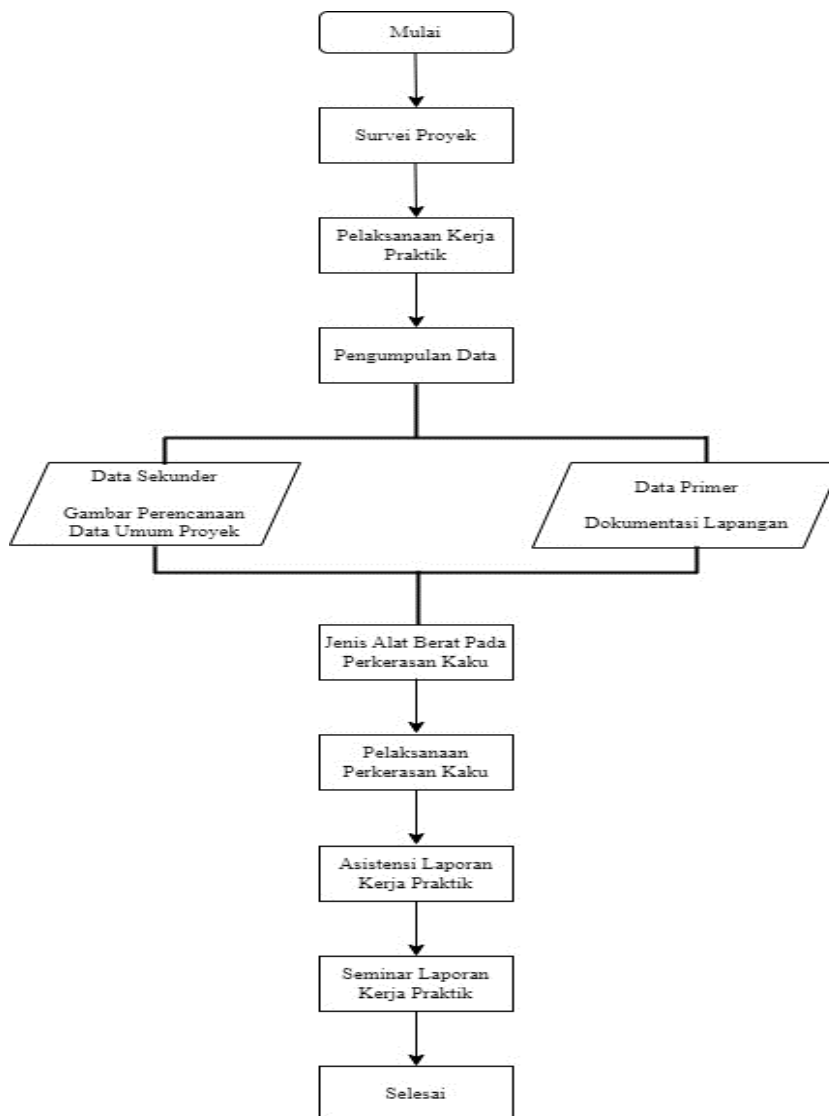 Mulai
Survei Proyek
Pelaksanaan Kerja
Praktik
Pengumpulan Data
Data Sekunder
Gambar Perencanaan
Data Umum Proyek
Data Primer
Dokumentasi Lapangan
Jenis Alat Berat Pada
Perkerasan Kaku
Pelaksanaan
Perkerasan Kaku
Asistensi Laporan
Kerja Praktik
Seminar Laporan
Kerja Praktik
Selesai